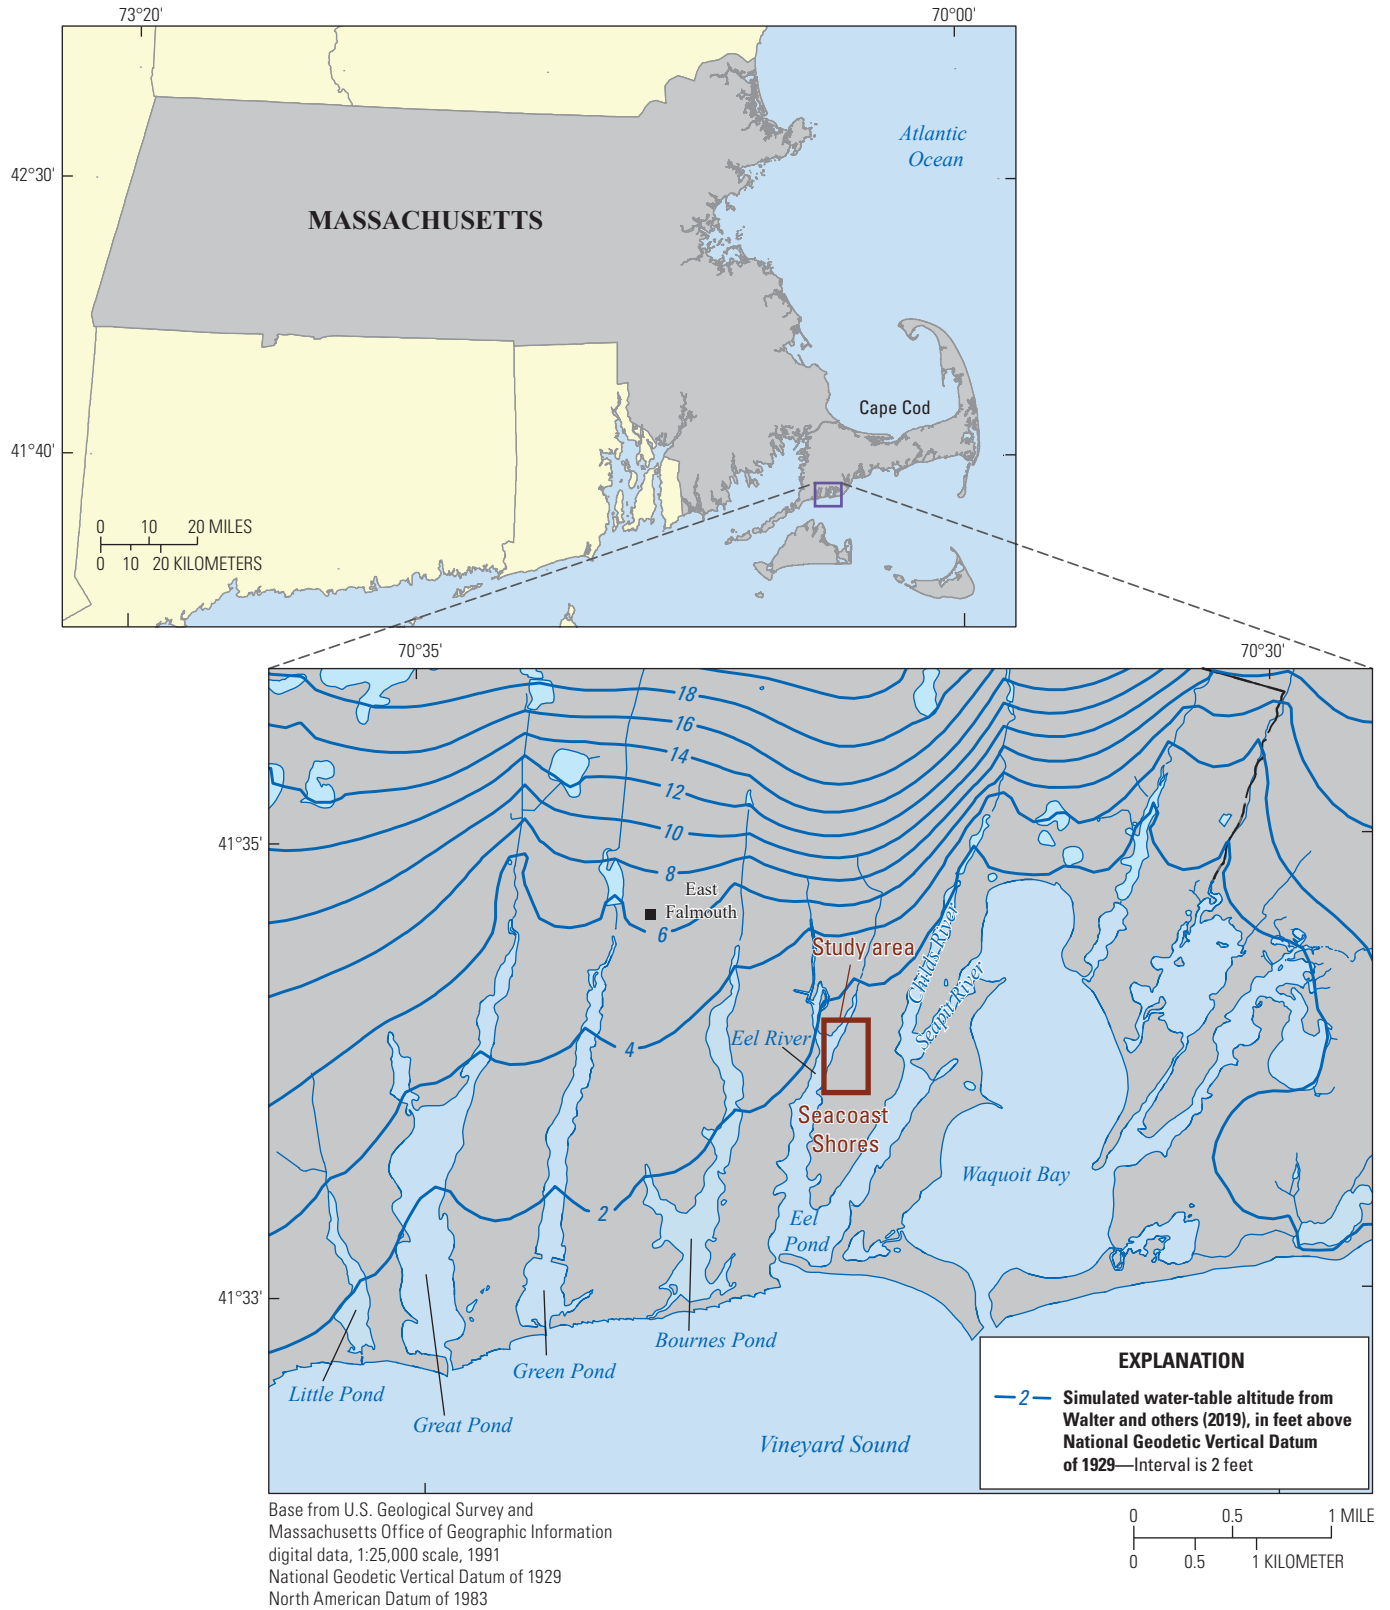 73°20'
70°00'
42°30'
41°40'
Atlantic
Ocean
MASSACHUSETTS
Cape Cod
0 10 20 MILES
0 10 20 KILOMETERS
70°35'
70°30'
41°35'
41°33'
18
16
14
12
10
8
6
4
2
East
Falmouth
Study area
Childs River
Seapit River
Eel River
Seacoast
Shores
Waquoit Bay
Eel
Pond
Bournes Pond
Green Pond
Little Pond
Great Pond
Vineyard Sound
EXPLANATION
2
Simulated water-table altitude from
Walter and others (2019), in feet above
National Geodetic Vertical Datum
of 1929—Interval is 2 feet
Base from U.S. Geological Survey and
Massachusetts Office of Geographic Information
digital data, 1:25,000 scale, 1991
National Geodetic Vertical Datum of 1929
North American Datum of 1983
0 0.5 1 MILE
0 0.5 1 KILOMETER